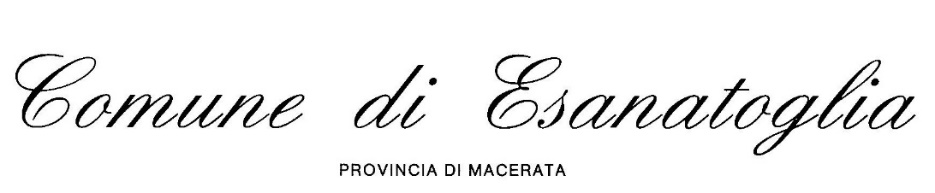 Comune di Esanatoglia
PROVINCIA DI MACERATA